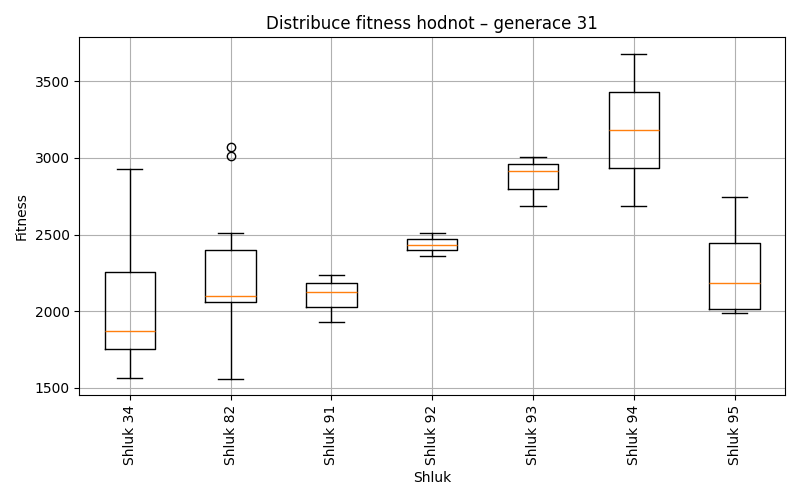 Distribuce fitness hodnot – generace 31
Fitness
3500
3000
2500
2000
1500
Shluk 34
Shluk 82
Shluk 91
Shluk 92
Shluk 93
Shluk 94
Shluk 95
Shluk